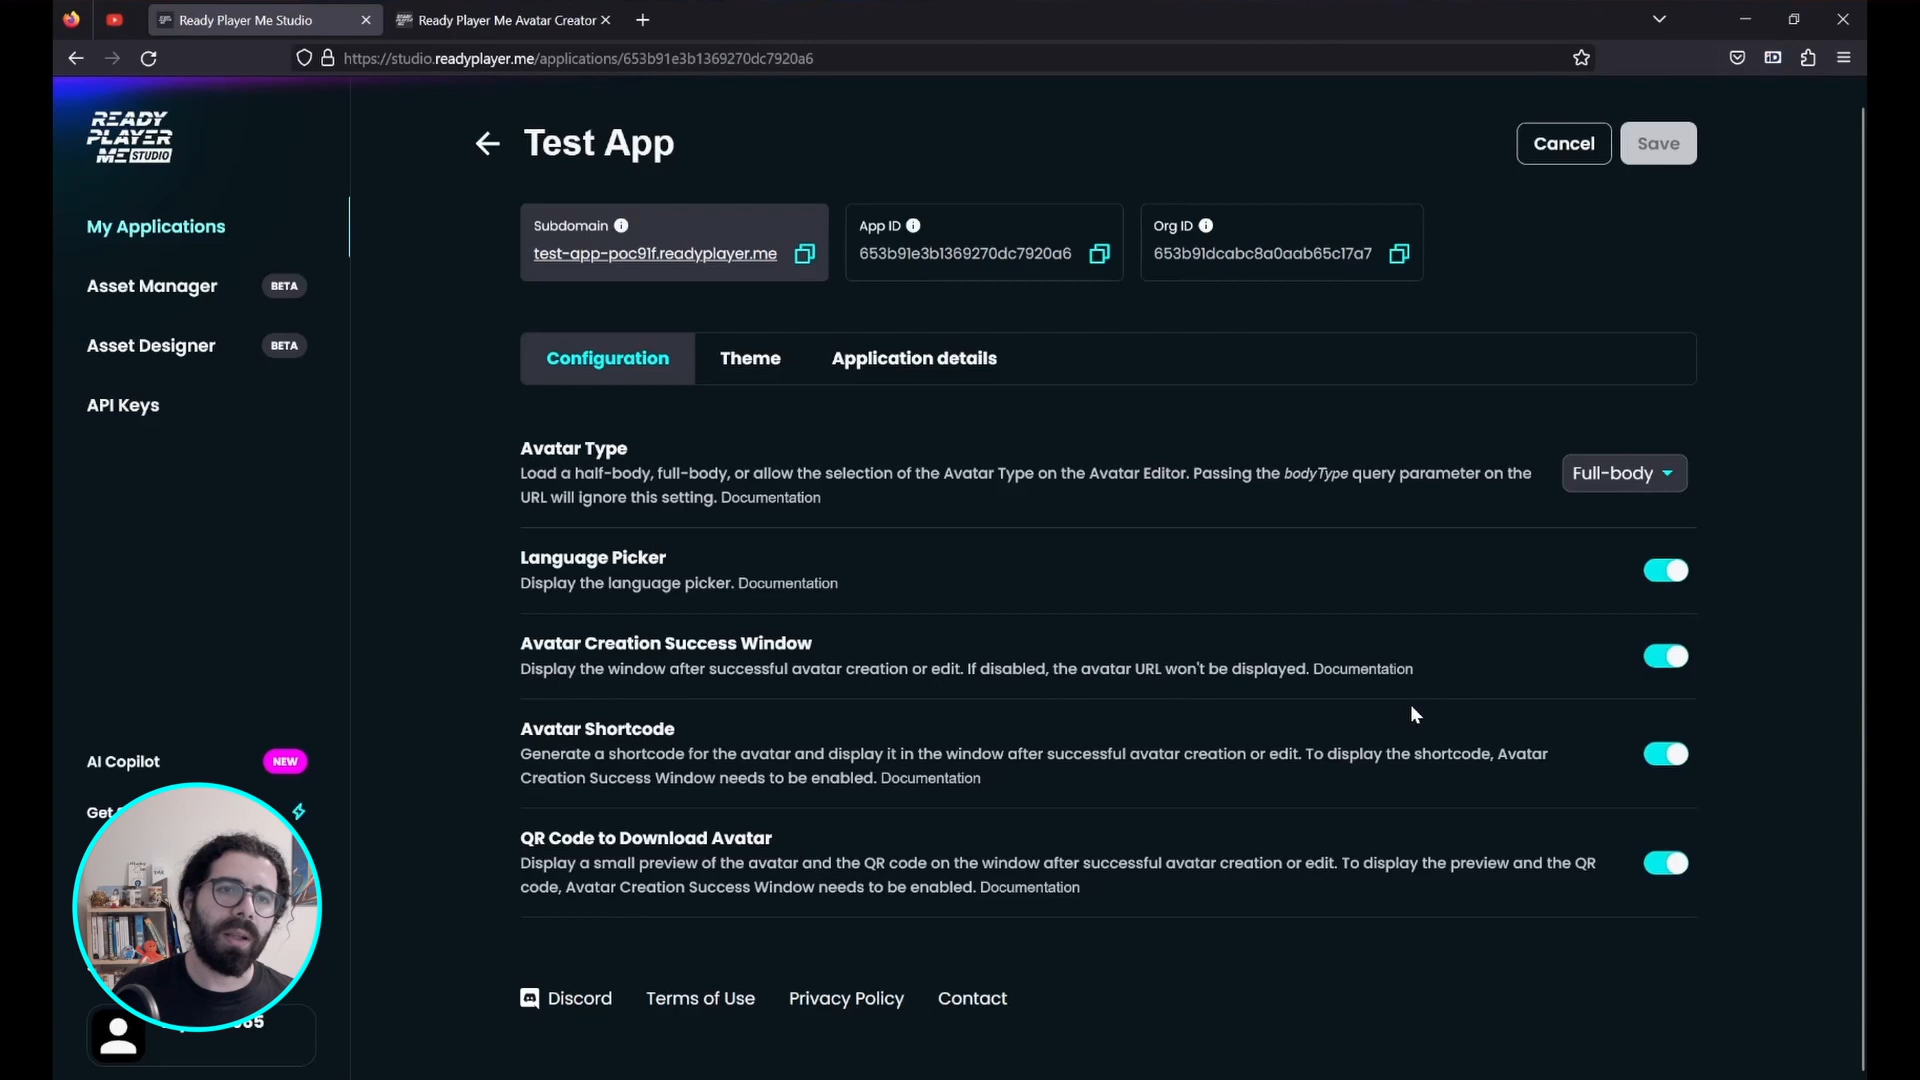 Ready Player Me Studio
Ready Player Me Avatar Creator
https://studio.readyplayer.me/applications/653b91e3b1369270dc7920a6
READY
PLAYER
ME STUDIO
My Applications
Asset Manager BETA
Asset Designer BETA
API Keys
AI Copilot NEW
Get
Test App
Cancel
Save
Subdomain
test-app-poc91f.readyplayer.me
App ID
653b91e3b1369270dc7920a6
Org ID
653b91dcabc8a0aab65c17a7
Configuration
Theme
Application details
Avatar Type
Load a half-body, full-body, or allow the selection of the Avatar Type on the Avatar Editor. Passing the bodyType query parameter on the
URL will ignore this setting. Documentation
Full-body
Language Picker
Display the language picker. Documentation
Avatar Creation Success Window
Display the window after successful avatar creation or edit. If disabled, the avatar URL won't be displayed. Documentation
Avatar Shortcode
Generate a shortcode for the avatar and display it in the window after successful avatar creation or edit. To display the shortcode, Avatar
Creation Success Window needs to be enabled. Documentation
QR Code to Download Avatar
Display a small preview of the avatar and the QR code on the window after successful avatar creation or edit. To display the preview and the QR
code, Avatar Creation Success Window needs to be enabled. Documentation
Discord
Terms of Use
Privacy Policy
Contact